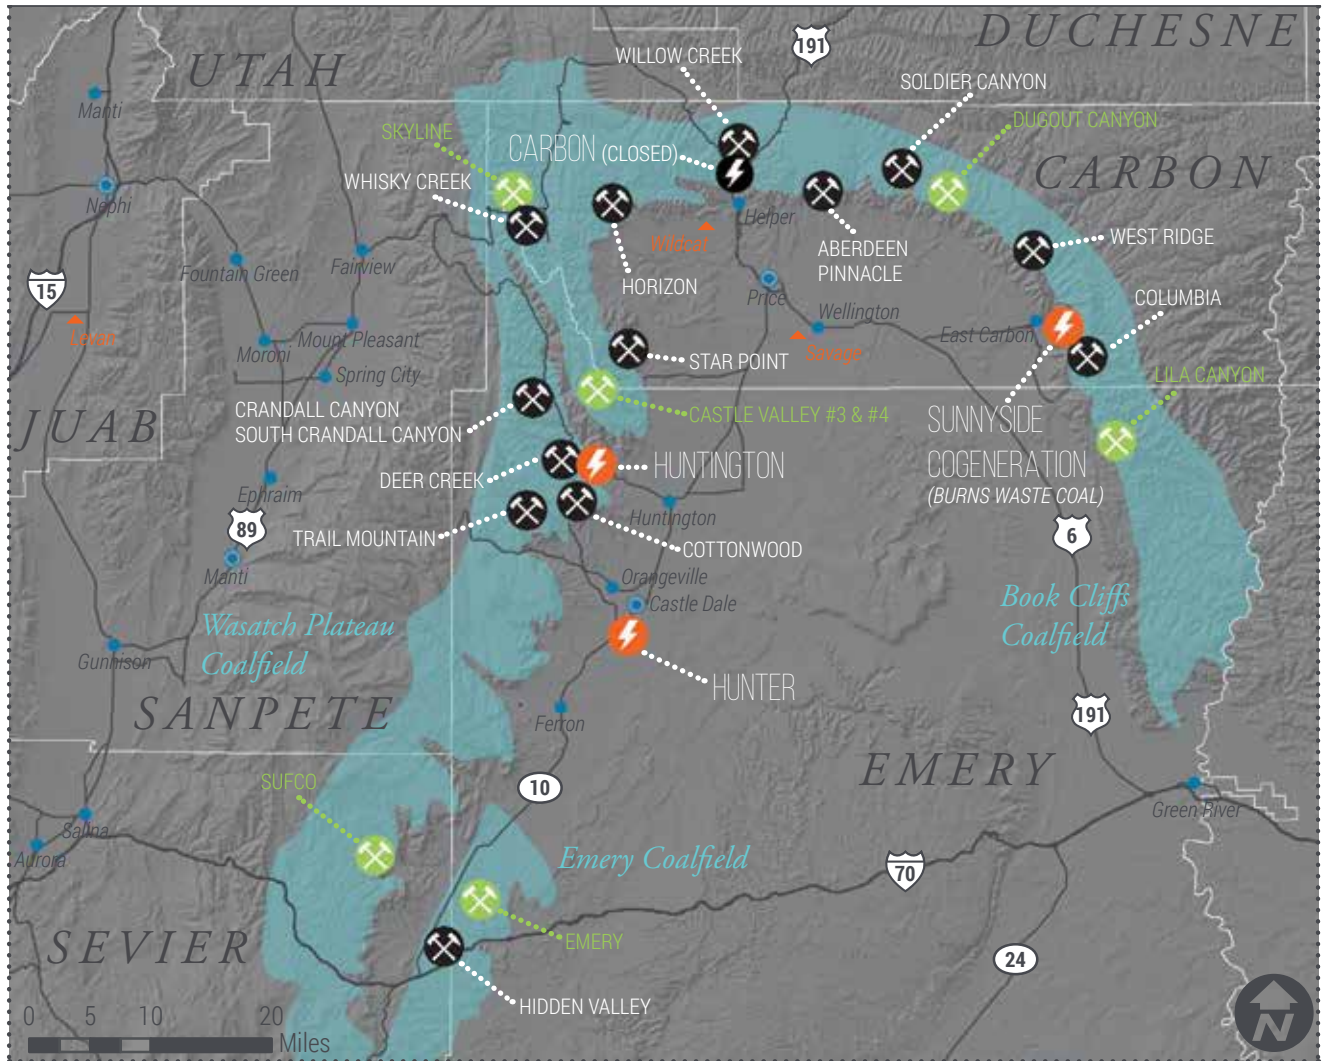 DUCHESNE
191
UTAH
WILLOW CREEK
SOLDIER CANYON
Manti
DUGOUT CANYON
SKYLINE
CARBON (CLOSED)
CARBON
WHISKY CREEK
Nephi
Helper
Wildcat
ABERDEEN
PINNACLE
WEST RIDGE
Fountain Green
Fairview
HORIZON
15
Price
COLUMBIA
Wellington
Levan
Mount Pleasant
East Carbon
Moroni
Savage
STAR POINT
Spring City
LILA CANYON
JUAB
CRANDALL CANYON
SOUTH CRANDALL CANYON
CASTLE VALLEY #3 & #4
SUNNYSIDE
COGENERATION
(BURNS WASTE COAL)
HUNTINGTON
DEER CREEK
Ephraim
89
Huntington
6
TRAIL MOUNTAIN
COTTONWOOD
Manti
Orangeville
Castle Dale
Book Cliffs
Coalfield
Wasatch Plateau
Coalfield
Gunnison
HUNTER
SANPETE
Ferron
191
EMERY
SUFCO
10
Green River
Salina
Aurora
Emery Coalfield
70
SEVIER
EMERY
24
HIDDEN VALLEY
0 5 10 20
Miles
N